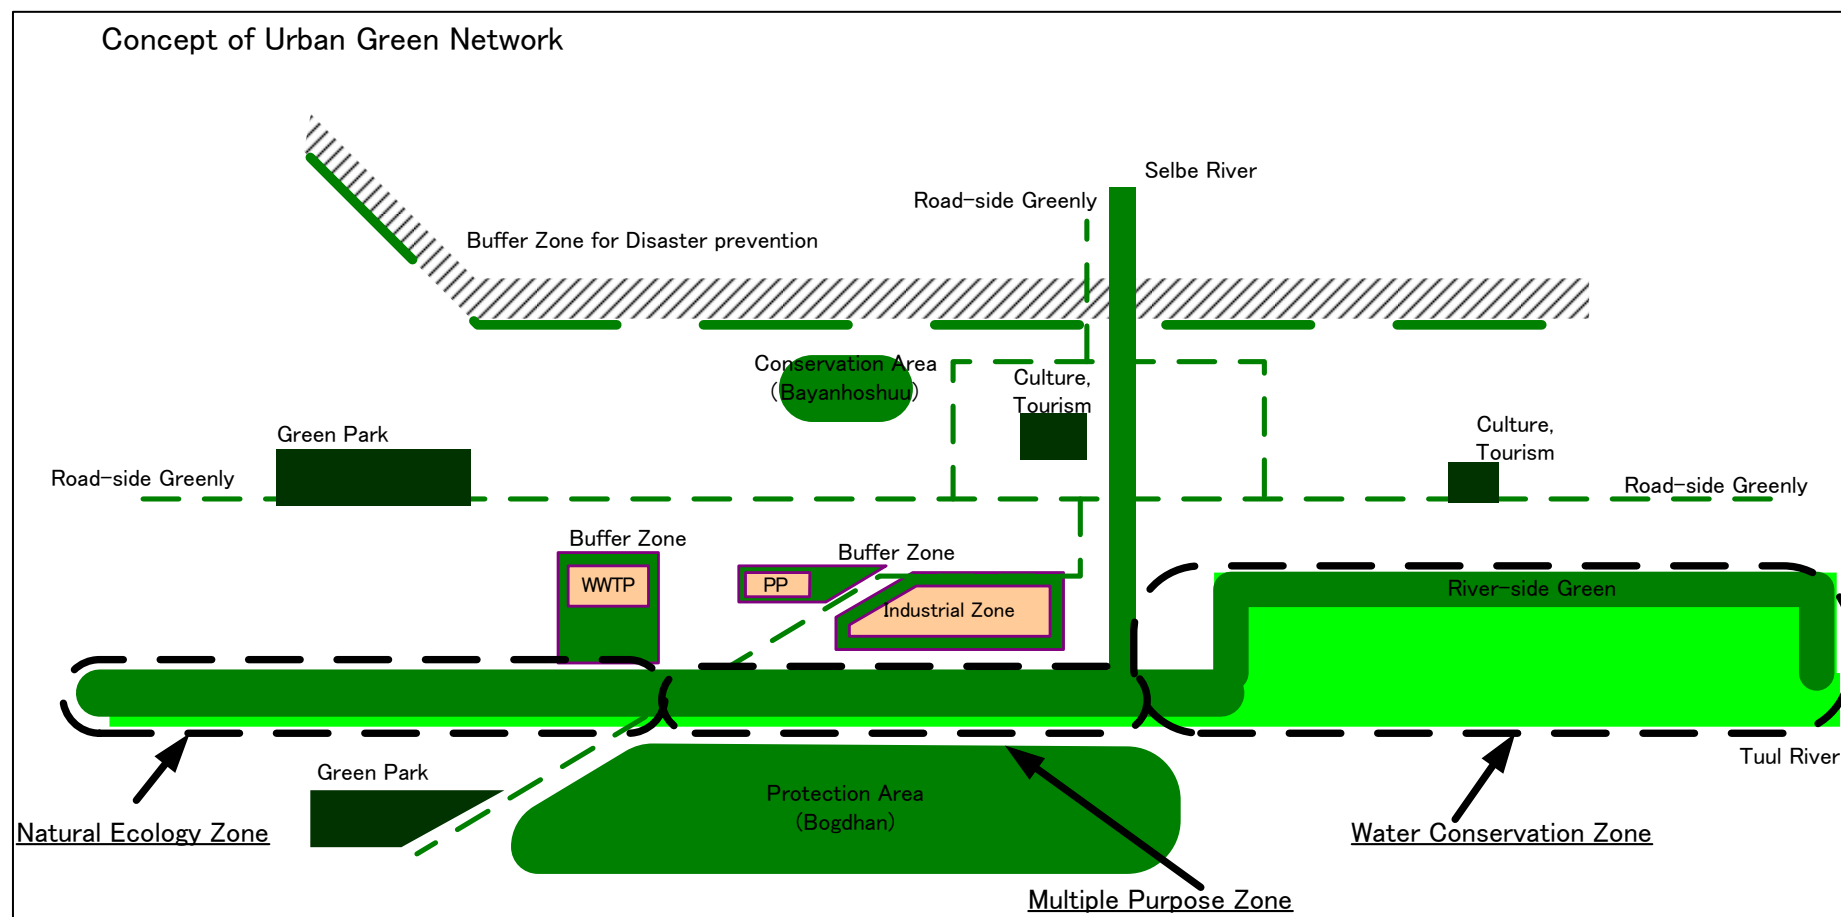 Concept of Urban Green Network
Selbe River
Road-side Greenly
Buffer Zone for Disaster prevention
Conservation Area
(Bayanhoshuu)
Culture,
Tourism
Culture,
Tourism
Green Park
Road-side Greenly
Road-side Greenly
Buffer Zone
Buffer Zone
WWTP
PP
Industrial Zone
River-side Green
Tuul River
Green Park
Protection Area
(Bogdhan)
Natural Ecology Zone
Water Conservation Zone
Multiple Purpose Zone